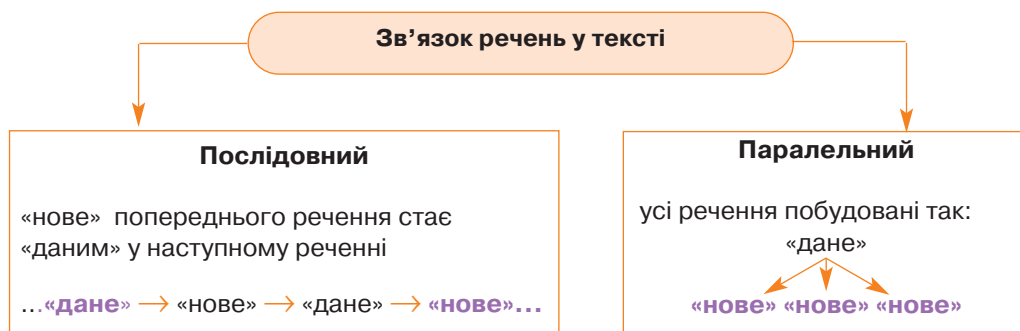 Зв’язок речень у тексті
Послідовний
«нове» попереднього речення стає
«даним» у наступному реченні
...«дане» → «нове» → «дане» → «нове»...
Паралельний
усі речення побудовані так:
«дане»
«нове» «нове» «нове»